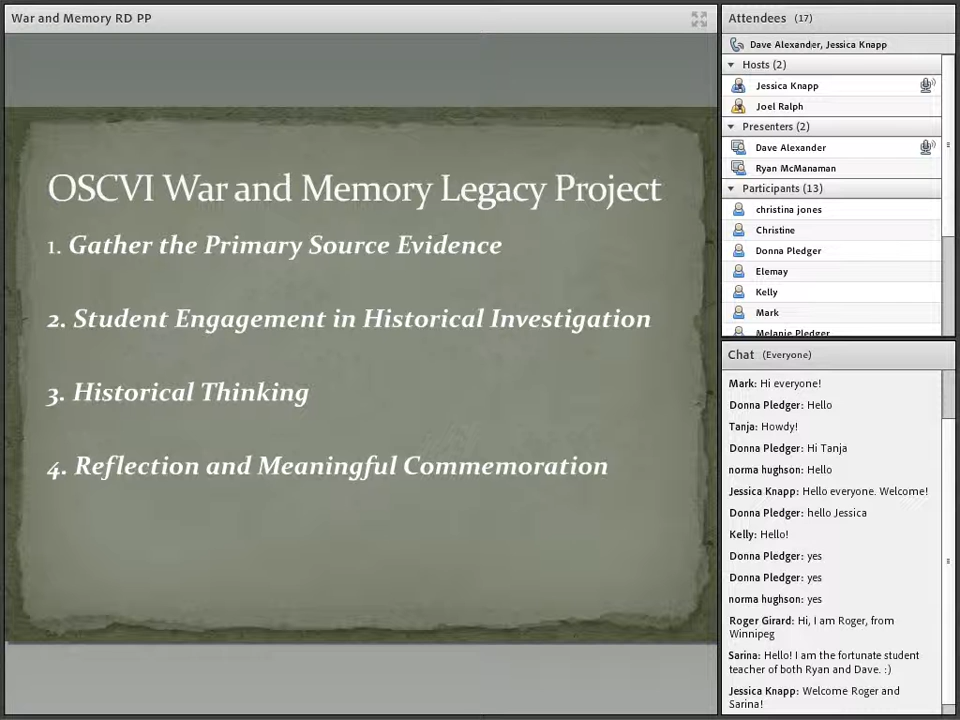 War and Memory RD PP
OSCVI War and Memory Legacy Project
1. Gather the Primary Source Evidence
2. Student Engagement in Historical Investigation
3. Historical Thinking
4. Reflection and Meaningful Commemoration
Attendees (17)
Dave Alexander, Jessica Knapp
Hosts (2)
Jessica Knapp
Joel Ralph
Presenters (2)
Dave Alexander
Ryan McManaman
Participants (13)
christina jones
Christine
Donna Pledger
Elemay
Kelly
Mark
Melanie Pledger
Chat (Everyone)
Mark: Hi everyone!
Donna Pledger: Hello
Tanja: Howdy!
Donna Pledger: Hi Tanja
norma hughson: Hello
Jessica Knapp: Hello everyone. Welcome!
Donna Pledger: hello Jessica
Kelly: Hello!
Donna Pledger: yes
Donna Pledger: yes
norma hughson: yes
Roger Girard: Hi, I am Roger, from
Winnipeg
Sarina: Hello! I am the fortunate student
teacher of both Ryan and Dave. :)
Jessica Knapp: Welcome Roger and
Sarina!